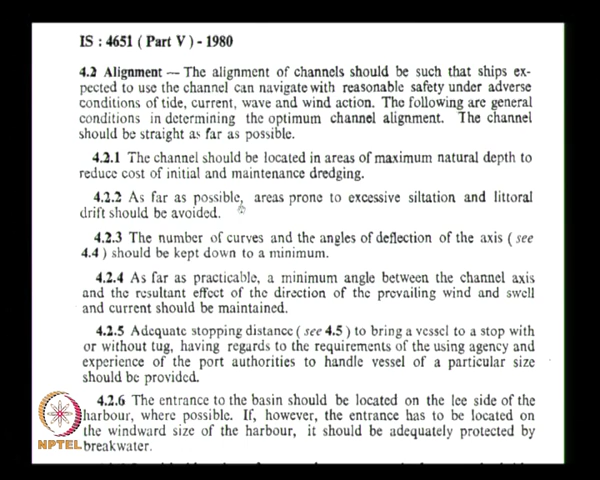 IS : 4651 ( Part V ) - 1980
4.2 Alignment — The alignment of channels should be such that ships ex-
pected to use the channel can navigate with reasonable safety under adverse
conditions of tide, current, wave and wind action. The following are general
conditions in determining the optimum channel alignment. The channel
should be straight as far as possible.
4.2.1 The channel should be located in areas of maximum natural depth to
reduce cost of initial and maintenance dredging.
4.2.2 As far as possible, areas prone to excessive siltation and littoral
drift should be avoided.
4.2.3 The number of curves and the angles of deflection of the axis ( see
4.4 ) should be kept down to a minimum.
4.2.4 As far as practicable, a minimum angle between the channel axis
and the resultant effect of the direction of the prevailing wind and swell
and current should be maintained.
4.2.5 Adequate stopping distance ( see 4.5 ) to bring a vessel to a stop with
or without tug, having regards to the requirements of the using agency and
experience of the port authorities to handle vessel of a particular size
should be provided.
4.2.6 The entrance to the basin should be located on the lee side of the
harbour, where possible. If, however, the entrance has to be located on
the windward size of the harbour, it should be adequately protected by
breakwater.
NPTEL